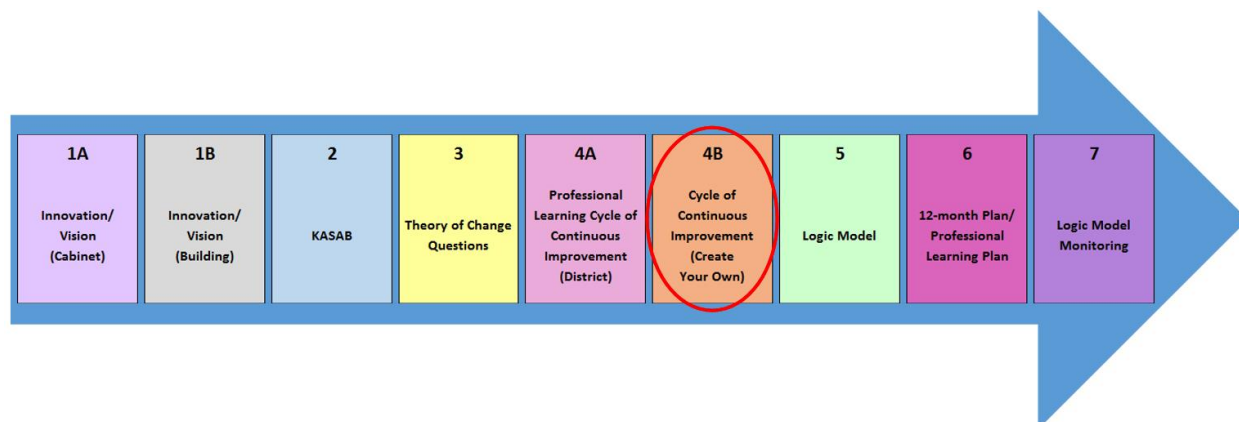 1A
Innovation/
Vision
(Cabinet)
1B
Innovation/
Vision
(Building)
2
KASAB
3
Theory of Change
Questions
4A
Professional
Learning Cycle of
Continuous
Improvement
(District)
4B
Cycle of
Continuous
Improvement
(Create
Your Own)
5
Logic Model
6
12-month Plan/
Professional
Learning Plan
7
Logic Model
Monitoring